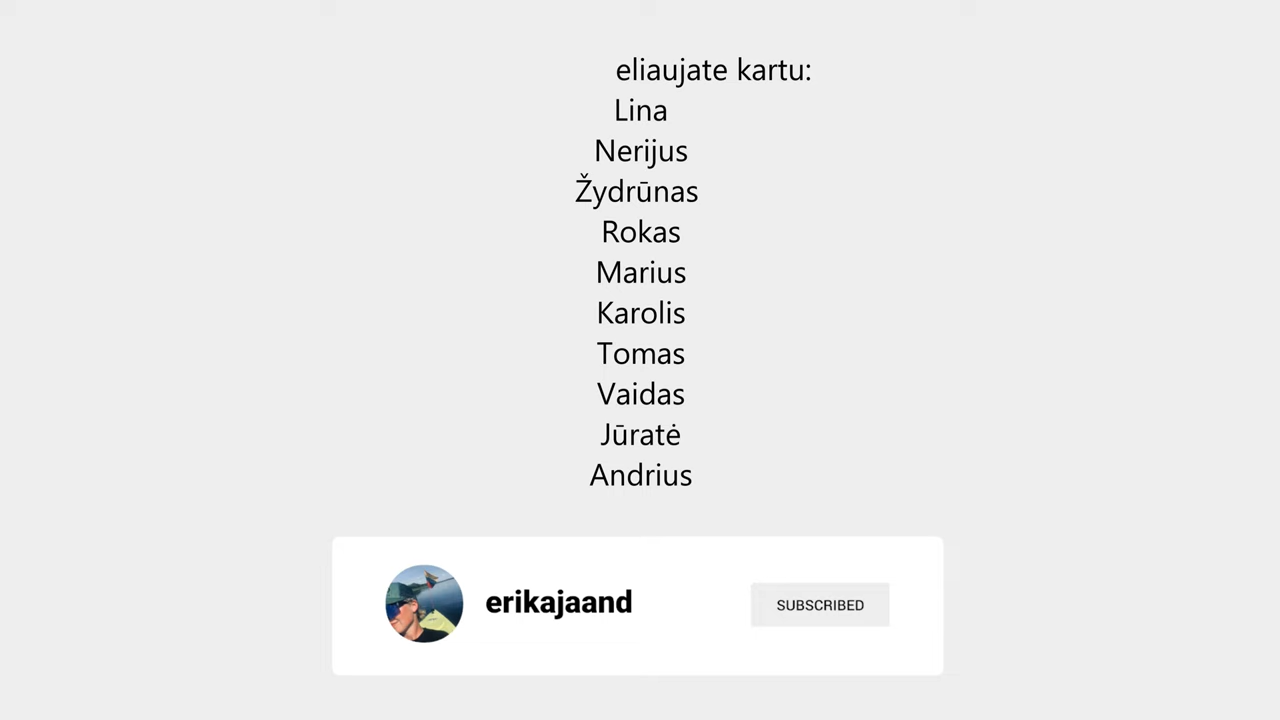 eliaujate kartu:
Lina
Nerijus
Žydrūnas
Rokas
Marius
Karolis
Tomas
Vaidas
Jūratė
Andrius
erikajaand
SUBSCRIBED